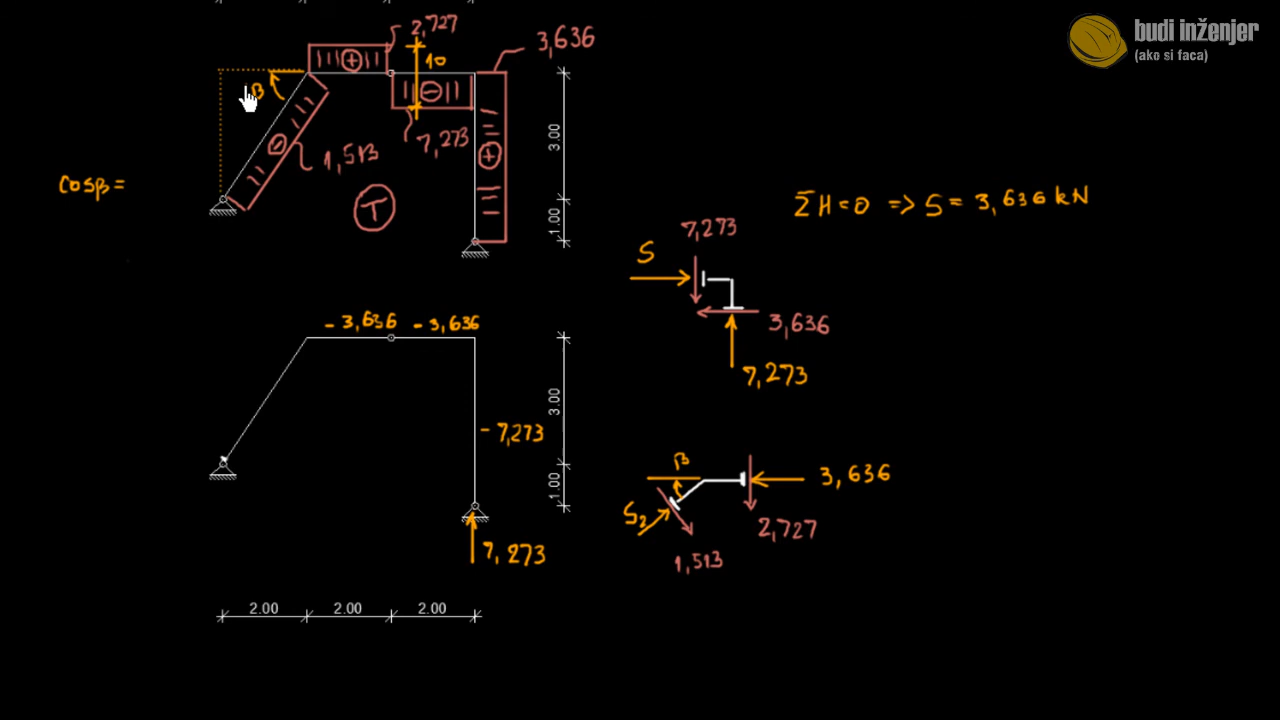 budi inženjer
(ako si faca)
2,727
3,636
+
10
β
-
7,273
3.00
-
1,513
+
cosβ=
T
1.00
ΣH=0 => S= 3,636 kN
7,273
S
- 3,636 - 3,636
3,636
7,273
3.00
- 7,273
β
3,636
1.00
S2
2,727
7,273
1,513
2.00 2.00 2.00